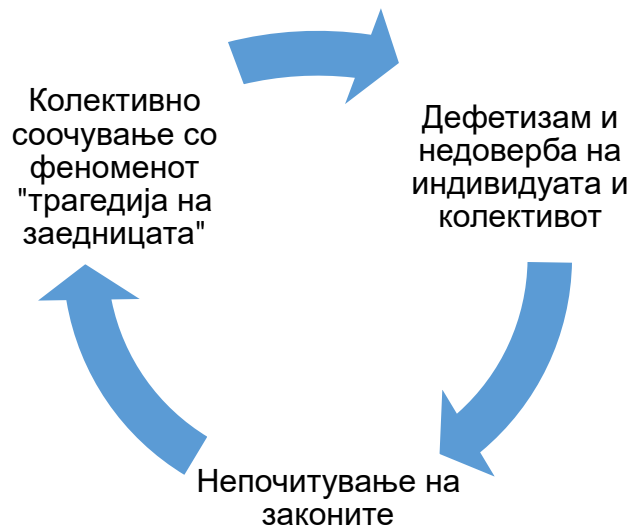 Колективно
соочување со
феноменот
"трагедија на
заедницата"
Дефетизам и
недоверба на
индивидуата и
колективот
Непочитување на
законите